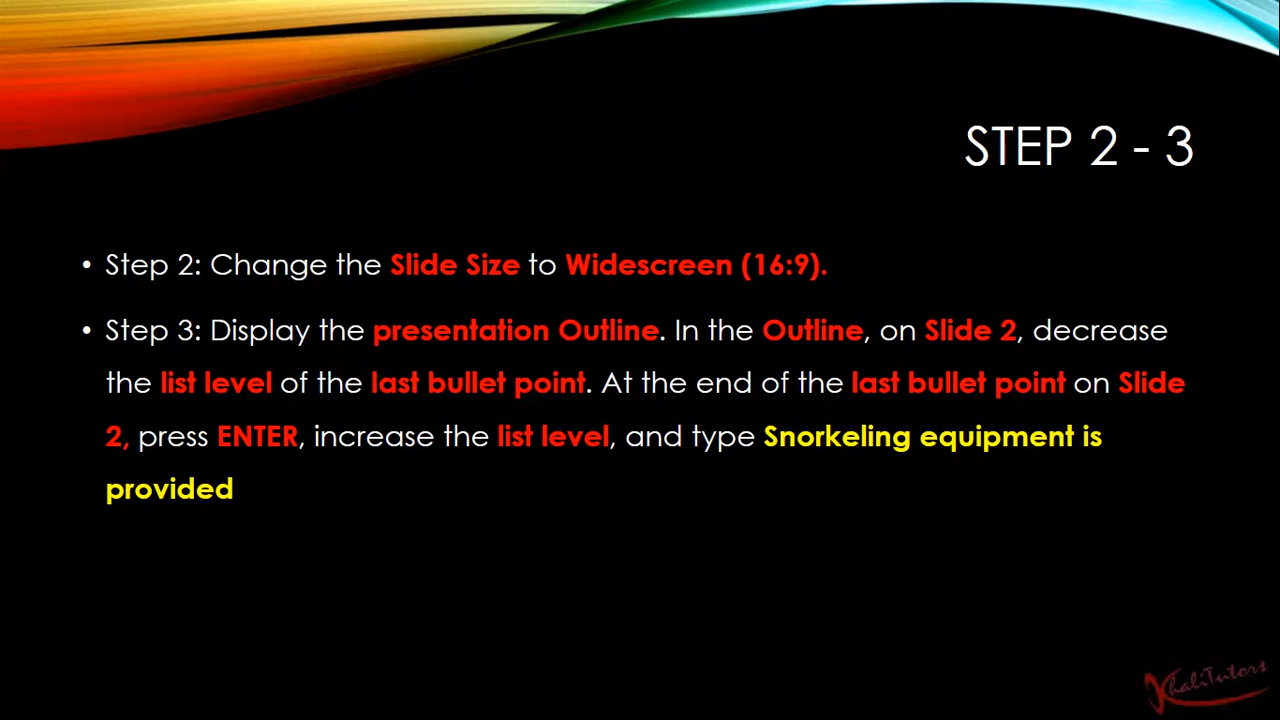 STEP 2 - 3
• Step 2: Change the Slide Size to Widescreen (16:9).
• Step 3: Display the presentation Outline. In the Outline, on Slide 2, decrease
the list level of the last bullet point. At the end of the last bullet point on Slide
2, press ENTER, increase the list level, and type Snorkeling equipment is
provided
KhaliTutors